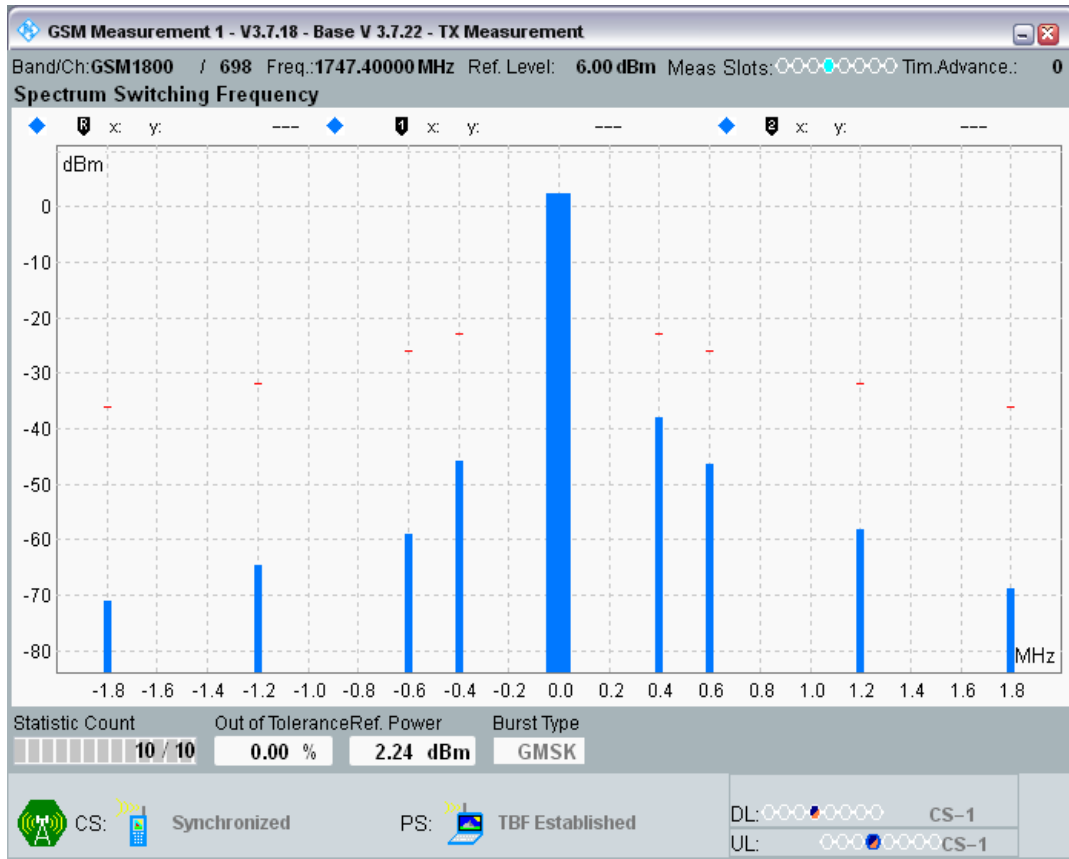 GSM Measurement 1 - V3.7.18 - Base V 3.7.22 - TX Measurement
Band/Ch:GSM1800 / 698 Freq.:1747.40000 MHz Ref. Level: 6.00 dBm Meas Slots: Tim.Advance.: 0
Spectrum Switching Frequency
R x: y: --- 1 x: y: --- 2 x: y: ---
dBm
0
-10
-20
-30
-40
-50
-60
-70
-80
MHz
-1.8 -1.6 -1.4 -1.2 -1.0 -0.8 -0.6 -0.4 -0.2 0.0 0.2 0.4 0.6 0.8 1.0 1.2 1.4 1.6 1.8
Statistic Count Out of Tolerance Ref. Power Burst Type
10 / 10 0.00 % 2.24 dBm GMSK
CS: Synchronized PS: TBF Established
DL: CS-1
UL: CS-1